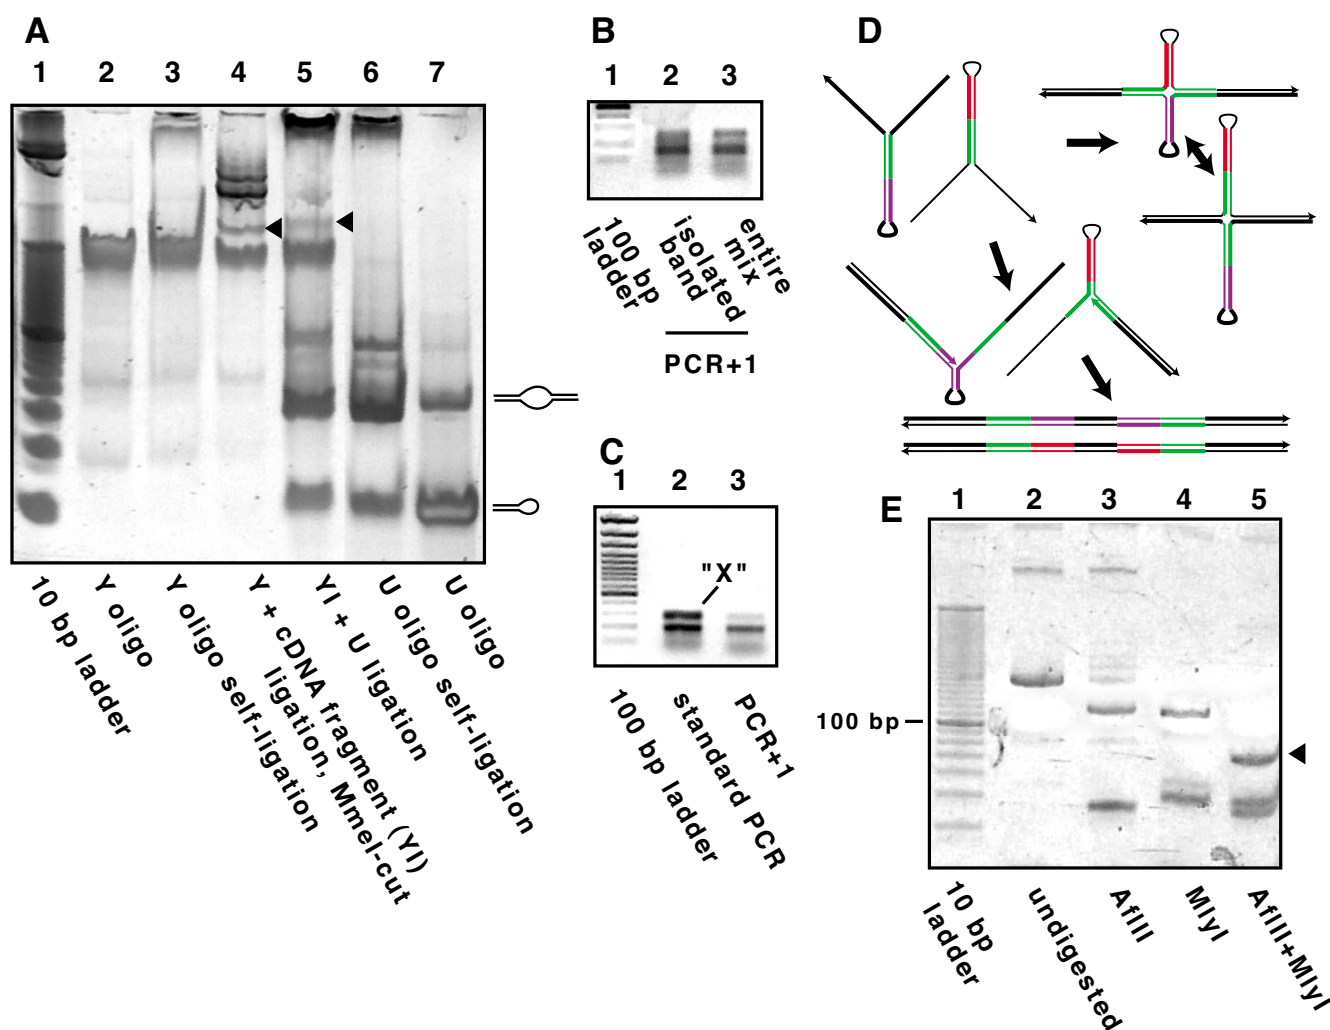 A
1 2 3 4 5 6 7
10 bp ladder
Y oligo
Y oligo self-ligation
Y + cDNA fragment (YI)
ligation, MmeI-cut
YI + U ligation
U oligo self-ligation
U oligo
B
1 2 3
100 bp
ladder
isolated
band
entire
mix
PCR+1
C
1 2 3
"X"
100 bp ladder
standard PCR
PCR+1
D
E
1 2 3 4 5
100 bp
10 bp
ladder
undigested
AflII
MlyI
AflII+MlyI